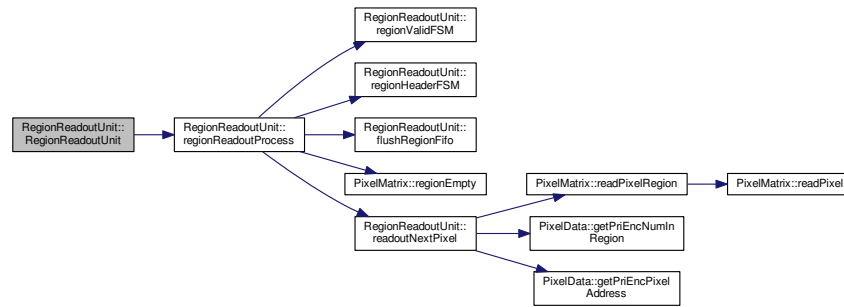 RegionReadoutUnit::
RegionReadoutUnit
RegionReadoutUnit::
regionReadoutProcess
RegionReadoutUnit::
regionValidFSM
RegionReadoutUnit::
regionHeaderFSM
RegionReadoutUnit::
flushRegionFifo
PixelMatrix::regionEmpty
RegionReadoutUnit::
readoutNextPixel
PixelMatrix::readPixelRegion
PixelMatrix::readPixel
PixelData::getPriEncNumIn
Region
PixelData::getPriEncPixel
Address